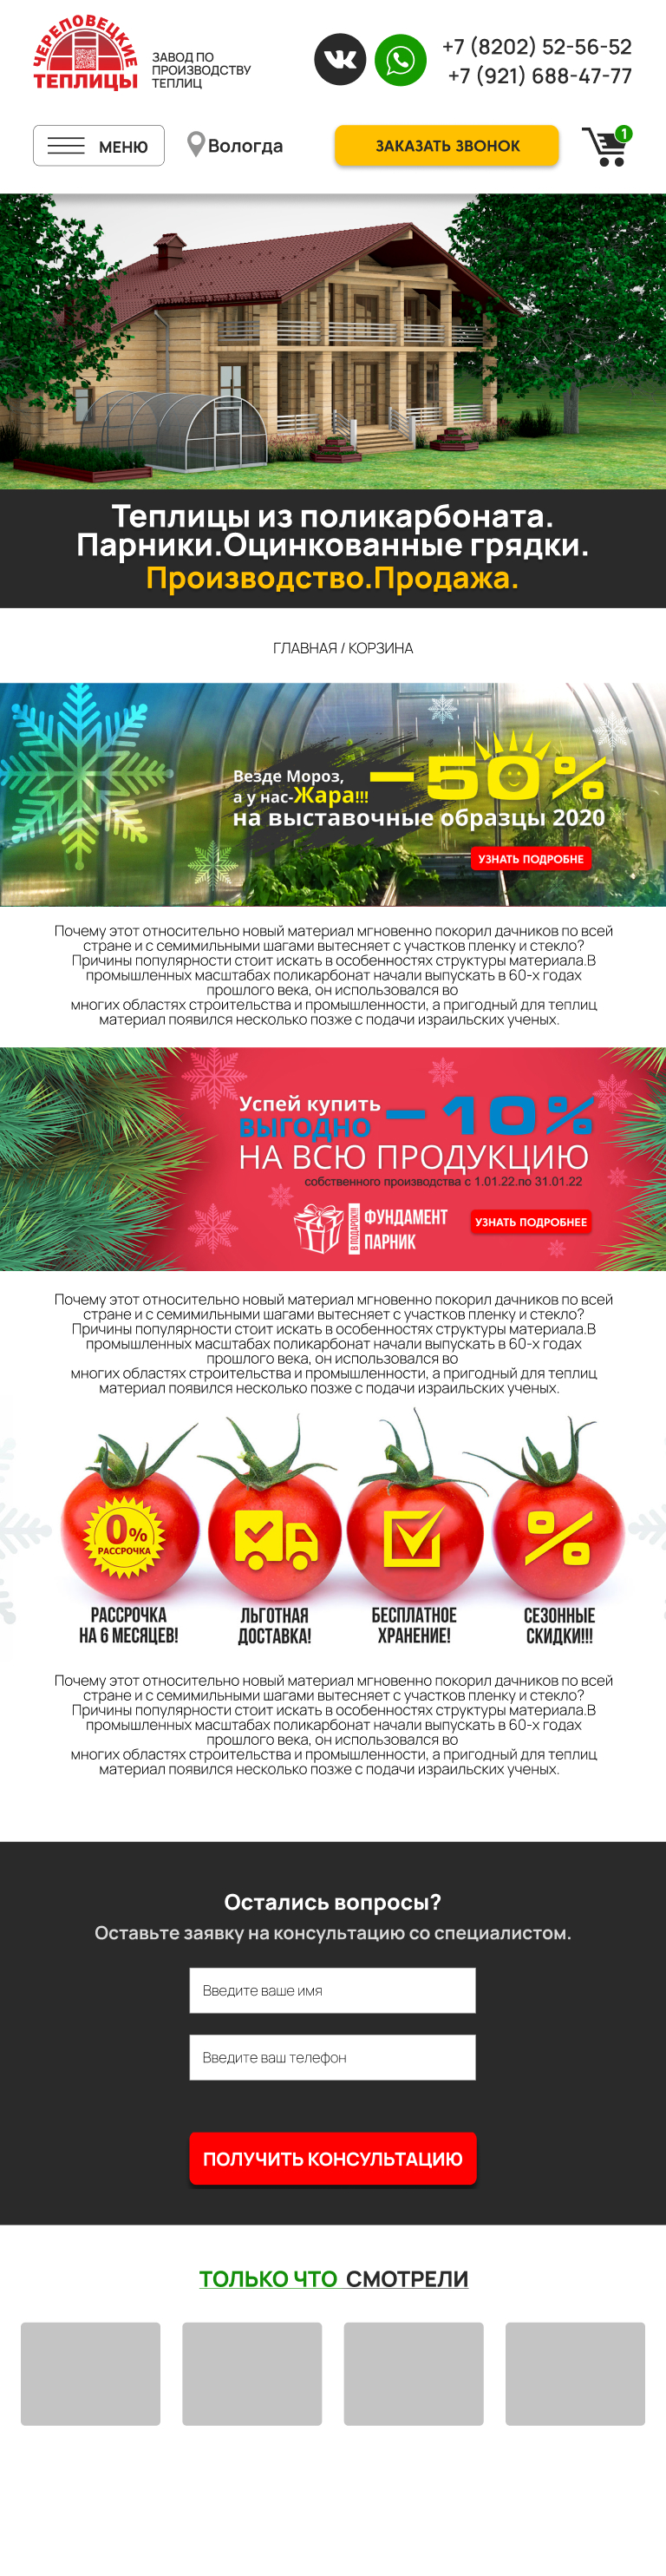 ЧЕРЕПОВЕЦКИЕ
ТЕПЛИЦЫ
ЗАВОД ПО
ПРОИЗВОДСТВУ
ТЕПЛИЦ
+7 (8202) 52-56-52
+7 (921) 688-47-77
МЕНЮ
Вологда
ЗАКАЗАТЬ ЗВОНОК
1
Теплицы из поликарбоната.
Парники.Оцинкованные грядки.
Производство.Продажа.
ГЛАВНАЯ / КОРЗИНА
Везде Мороз,
а у нас-Жара!!!
-50%
на выставочные образцы 2020
УЗНАТЬ ПОДРОБНЕ
Почему этот относительно новый материал мгновенно покорил дачников по всей
стране и с семимильными шагами вытесняет с участков пленку и стекло?
Причины популярности стоит искать в особенностях структуры материала.В
промышленных масштабах поликарбонат начали выпускать в 60-х годах
прошлого века, он использовался во
многих областях строительства и промышленности, а пригодный для теплиц
материал появился несколько позже с подачи израильских ученых.
Успей купить
ВЫГОДНО
-10%
НА ВСЮ ПРОДУКЦИЮ
собственного производства с 1.01.22.по 31.01.22
В ПОДАРОК!!!
ФУНДАМЕНТ
ПАРНИК
УЗНАТЬ ПОДРОБНЕЕ
Почему этот относительно новый материал мгновенно покорил дачников по всей
стране и с семимильными шагами вытесняет с участков пленку и стекло?
Причины популярности стоит искать в особенностях структуры материала.В
промышленных масштабах поликарбонат начали выпускать в 60-х годах
прошлого века, он использовался во
многих областях строительства и промышленности, а пригодный для теплиц
материал появился несколько позже с подачи израильских ученых.
0%
РАССРОЧКА
%
РАССРОЧКА
НА 6 МЕСЯЦЕВ!
ЛЬГОТНАЯ
ДОСТАВКА!
БЕСПЛАТНОЕ
ХРАНЕНИЕ!
СЕЗОННЫЕ
СКИДКИ!!!
Почему этот относительно новый материал мгновенно покорил дачников по всей
стране и с семимильными шагами вытесняет с участков пленку и стекло?
Причины популярности стоит искать в особенностях структуры материала.В
промышленных масштабах поликарбонат начали выпускать в 60-х годах
прошлого века, он использовался во
многих областях строительства и промышленности, а пригодный для теплиц
материал появился несколько позже с подачи израильских ученых.
Остались вопросы?
Оставьте заявку на консультацию со специалистом.
Введите ваше имя
Введите ваш телефон
ПОЛУЧИТЬ КОНСУЛЬТАЦИЮ
ТОЛЬКО ЧТО СМОТРЕЛИ